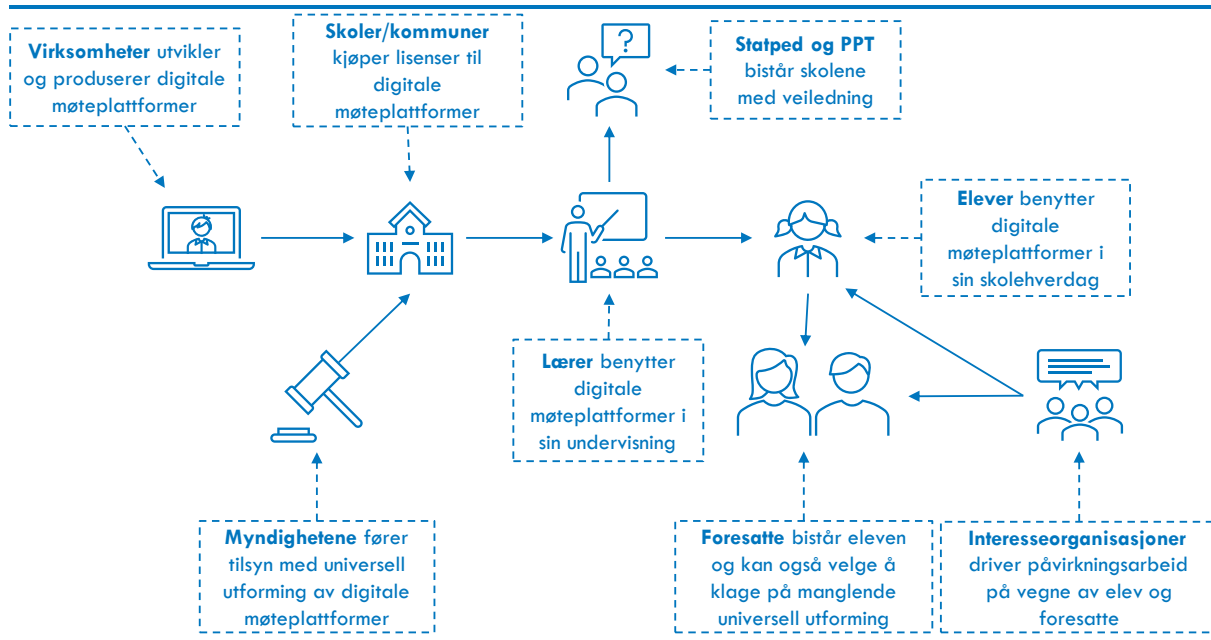 Virksomheter utvikler
og produserer digitale
møteplattformer
Skoler/kommuner
kjøper lisenser til
digitale
møteplattformer
?
Statped og PPT
bistår skolene
med veiledning
Elever benytter
digitale
møteplattformer i
sin skolehverdag
Lærer benytter
digitale
møteplattformer i
sin undervisning
Myndighetene fører
tilsyn med universell
utforming av digitale
møteplattformer
Foresatte bistår eleven
og kan også velge å
klage på manglende
universell utforming
Interesseorganisasjoner
driver påvirkningsarbeid
på vegne av elev og
foresatte